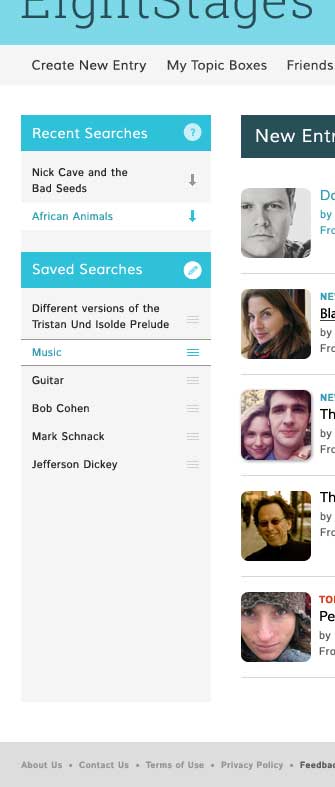 EightStages
Create New Entry My Topic Boxes Friends
Recent Searches ?
Nick Cave and the
Bad Seeds
African Animals
Saved Searches
Different versions of the
Tristan Und Isolde Prelude
Music
Guitar
Bob Cohen
Mark Schnack
Jefferson Dickey
New Entr
Do
by
Fro
NE
Bla
by
Fro
NE
Th
by
Fro
Th
by
Fro
TO
Pe
by
Fro
About Us • Contact Us • Terms of Use • Privacy Policy • Feedba